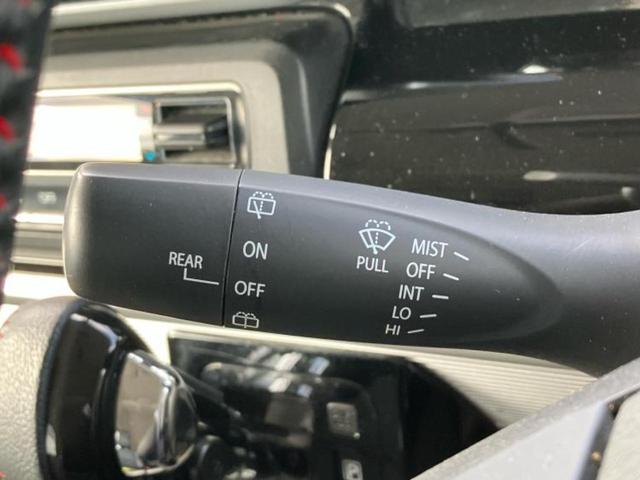 REAR
ON
OFF
PULL
MIST
OFF
INT
LO
HI